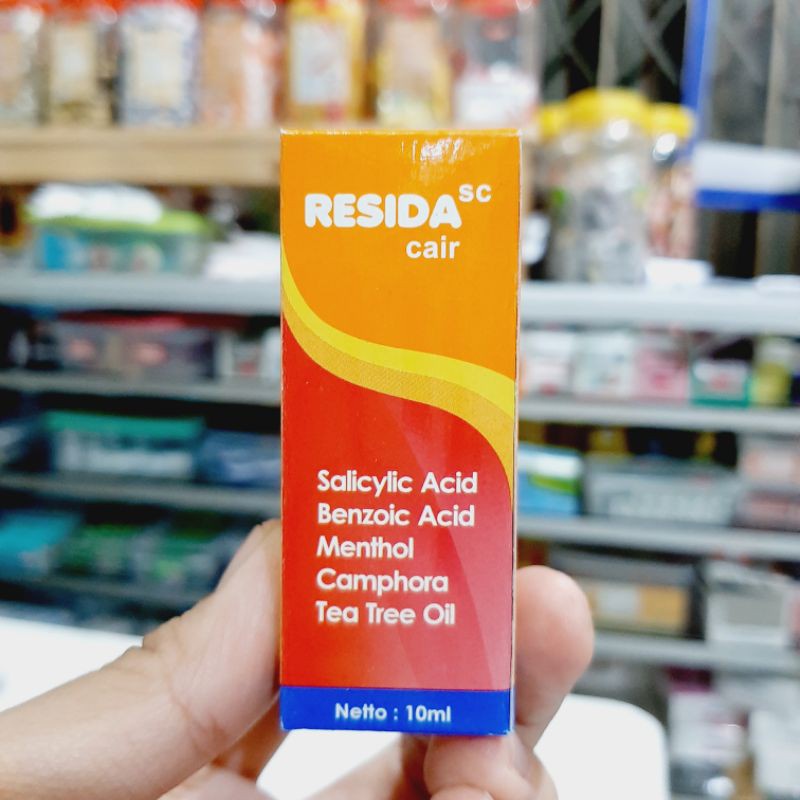 RESIDA SC
cair
Salicylic Acid
Benzoic Acid
Menthol
Camphora
Tea Tree Oil
Netto : 10ml